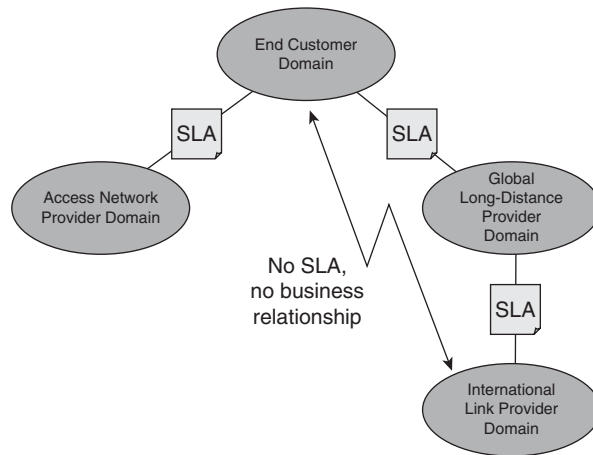 End Customer
Domain
SLA
SLA
Access Network
Provider Domain
Global
Long-Distance
Provider
Domain
No SLA,
no business
relationship
SLA
International
Link Provider
Domain